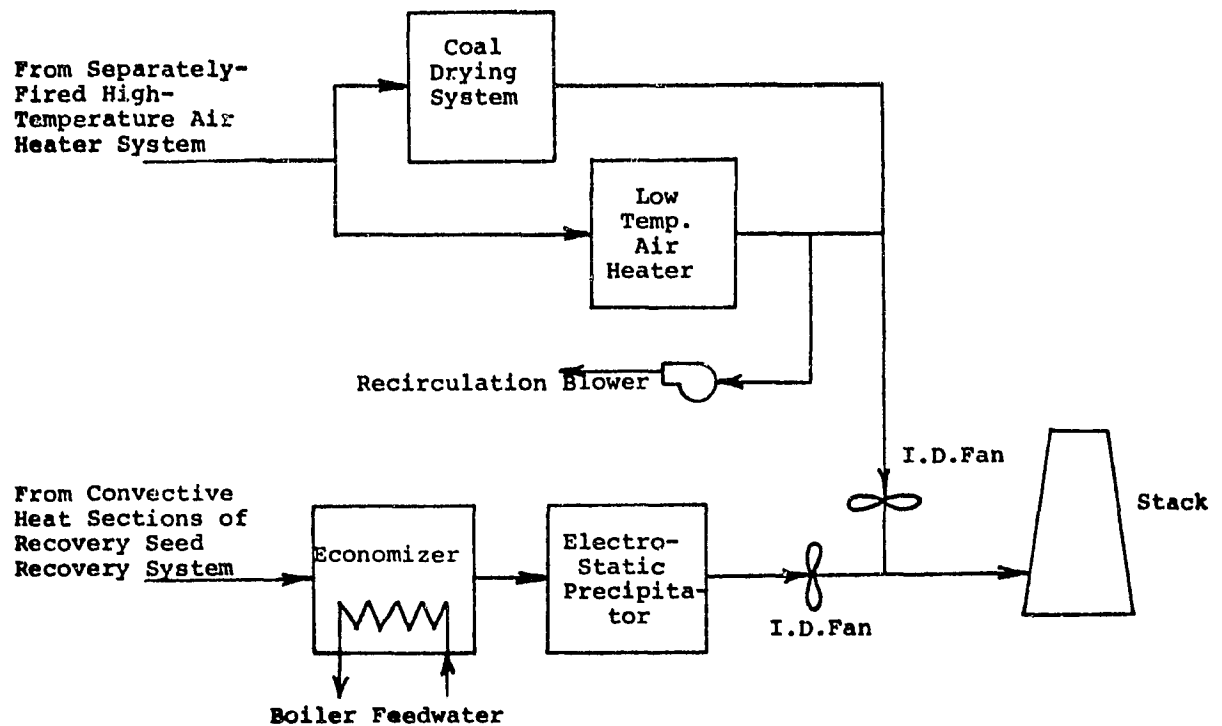 From Separately-
Fired High-
Temperature Air
Heater System
Coal
Drying
System
Low
Temp.
Air
Heater
Recirculation Blower
I.D.Fan
Stack
From Convective
Heat Sections of
Recovery Seed
Recovery System
Economizer
Electro-
Static
Precipita-
tor
I.D.Fan
Boiler Feedwater